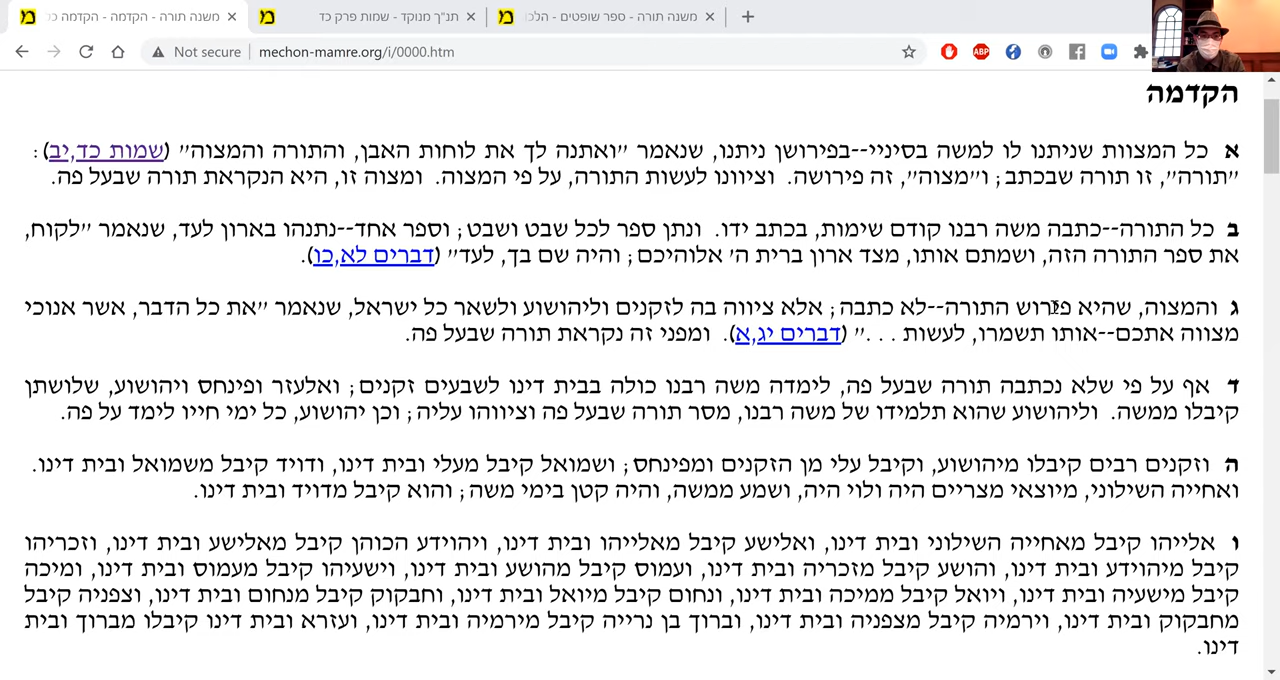 משנה תורה - הקדמה - הקדמה כמ
תנ"ך מנוקד - שמות פרק כד
משנה תורה - ספר שופטים - הלכו
Not secure | mechon-mamre.org/i/0000.htm
ABP
הקדמה
א כל המצוות שניתנו לו למשה בסיניי--בפירושן ניתנו, שנאמר "ואתנה לך את לוחות האבן, והתורה והמצוה" (שמות כד,יב):
"תורה", זו תורה שבכתב; ו"מצוה", זה פירושה. וציוונו לעשות התורה, על פי המצוה. ומצוה זו, היא הנקראת תורה שבעל פה.
ב כל התורה--כתבה משה רבנו קודם שימות, בכתב ידו. ונתן ספר לכל שבט ושבט; וספר אחד--נתנהו בארון לעד, שנאמר "לקוח,
את ספר התורה הזה, ושמתם אותו, מצד ארון ברית ה' אלוהיכם; והיה שם בך, לעד" (דברים לא,כו).
ג והמצוה, שהיא פירוש התורה--לא כתבה; אלא ציווה בה לזקנים וליהושוע ולשאר כל ישראל, שנאמר "את כל הדבר, אשר אנוכי
מצווה אתכם--אותו תשמרו, לעשות . . ." (דברים יג,א). ומפני זה נקראת תורה שבעל פה.
ד אף על פי שלא נכתבה תורה שבעל פה, לימדה משה רבנו כולה בבית דינו לשבעים זקנים; ואלעזר ופינחס ויהושוע, שלושתן
קיבלו ממשה. וליהושוע שהוא תלמידו של משה רבנו, מסר תורה שבעל פה וציווהו עליה; וכן יהושוע, כל ימי חייו לימד על פה.
ה וזקנים רבים קיבלו מיהושוע, וקיבל עלי מן הזקנים ומפינחס; ושמואל קיבל מעלי ובית דינו, ודויד קיבל משמואל ובית דינו.
ואחייה השילוני, מיוצאי מצריים היה ולוי היה, ושמע ממשה, והיה קטן בימי משה; והוא קיבל מדויד ובית דינו.
ו אלייהו קיבל מאחייה השילוני ובית דינו, ואלישע קיבל מאלייהו ובית דינו, ויהוידע הכוהן קיבל מאלישע ובית דינו, וזכריהו
קיבל מיהוידע ובית דינו, והושע קיבל מזכריה ובית דינו, ועמוס קיבל מהושע ובית דינו, וישעיהו קיבל מעמוס ובית דינו, ומיכה
קיבל מישעיה ובית דינו, ויואל קיבל ממיכה ובית דינו, ונחום קיבל מיואל ובית דינו, וחבקוק קיבל מנחום ובית דינו, וצפניה קיבל
מחבקוק ובית דינו, וירמיה קיבל מצפניה ובית דינו, וברוך בן נרייה קיבל מירמיה ובית דינו, ועזרא ובית דינו קיבלו מברוך ובית
דינו.